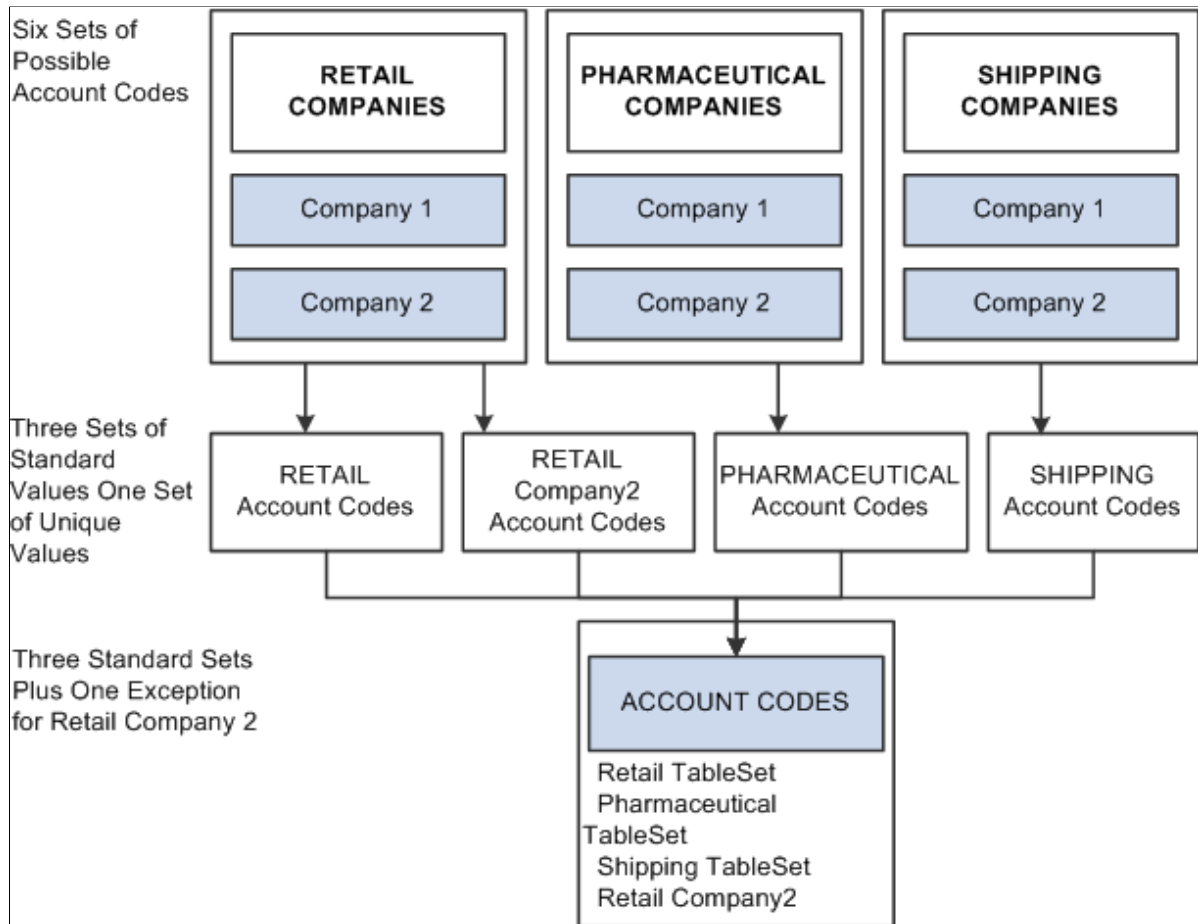 Six Sets of
Possible
Account Codes
RETAIL
COMPANIES
Company 1
Company 2
PHARMACEUTICAL
COMPANIES
Company 1
Company 2
SHIPPING
COMPANIES
Company 1
Company 2
Three Sets of
Standard
Values One Set
of Unique
Values
RETAIL
Account Codes
RETAIL
Company2
Account Codes
PHARMACEUTICAL
Account Codes
SHIPPING
Account Codes
Three Standard Sets
Plus One Exception
for Retail Company 2
ACCOUNT CODES
Retail TableSet
Pharmaceutical
TableSet
Shipping TableSet
Retail Company2